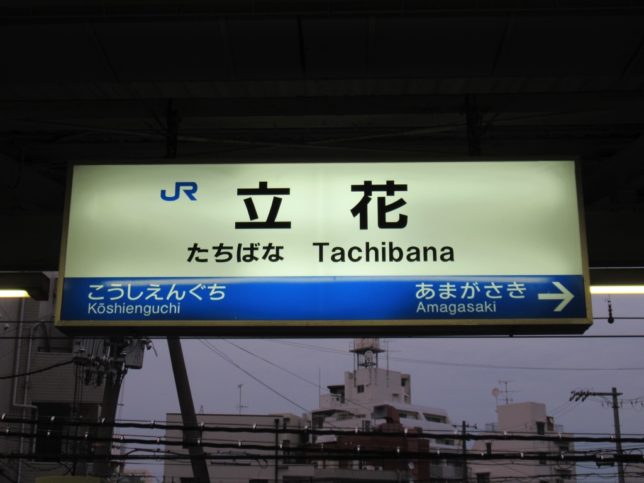 JR 立花
たちばな Tachibana
こうしえんぐち あまがさき →
Kōshienguchi Amagasaki